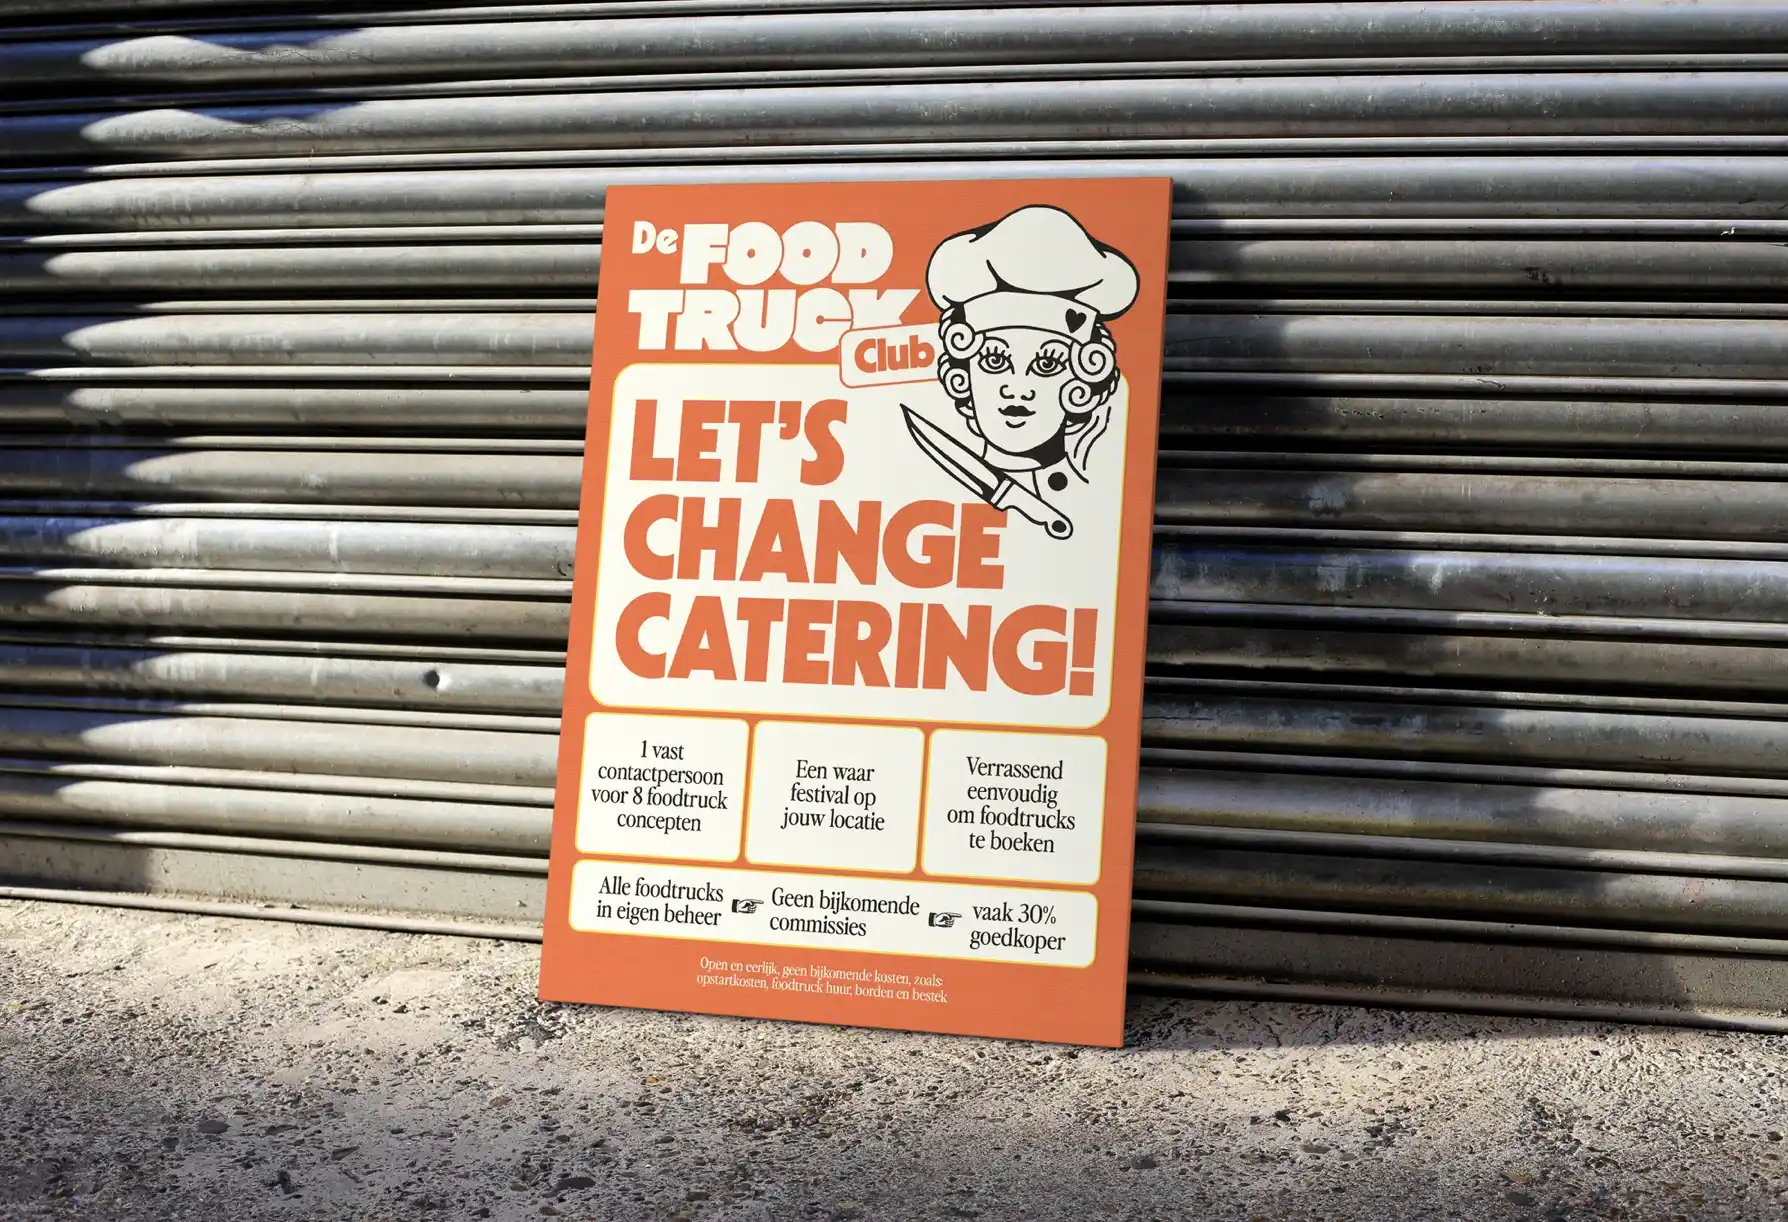 De FOOD
TRUCK
Club
LET'S
CHANGE
CATERING!
1 vast
contactpersoon
voor 8 foodtruck
concepten
Een waar
festival op
jouw locatie
Verrassend
eenvoudig
om foodtrucks
te boeken
Alle foodtrucks
in eigen beheer
Geen bijkomende
commissies
vaak 30%
goedkoper
Open en eerlijk, geen bijkomende kosten, zoals:
opstartkosten, foodtruck huur, borden en bestek